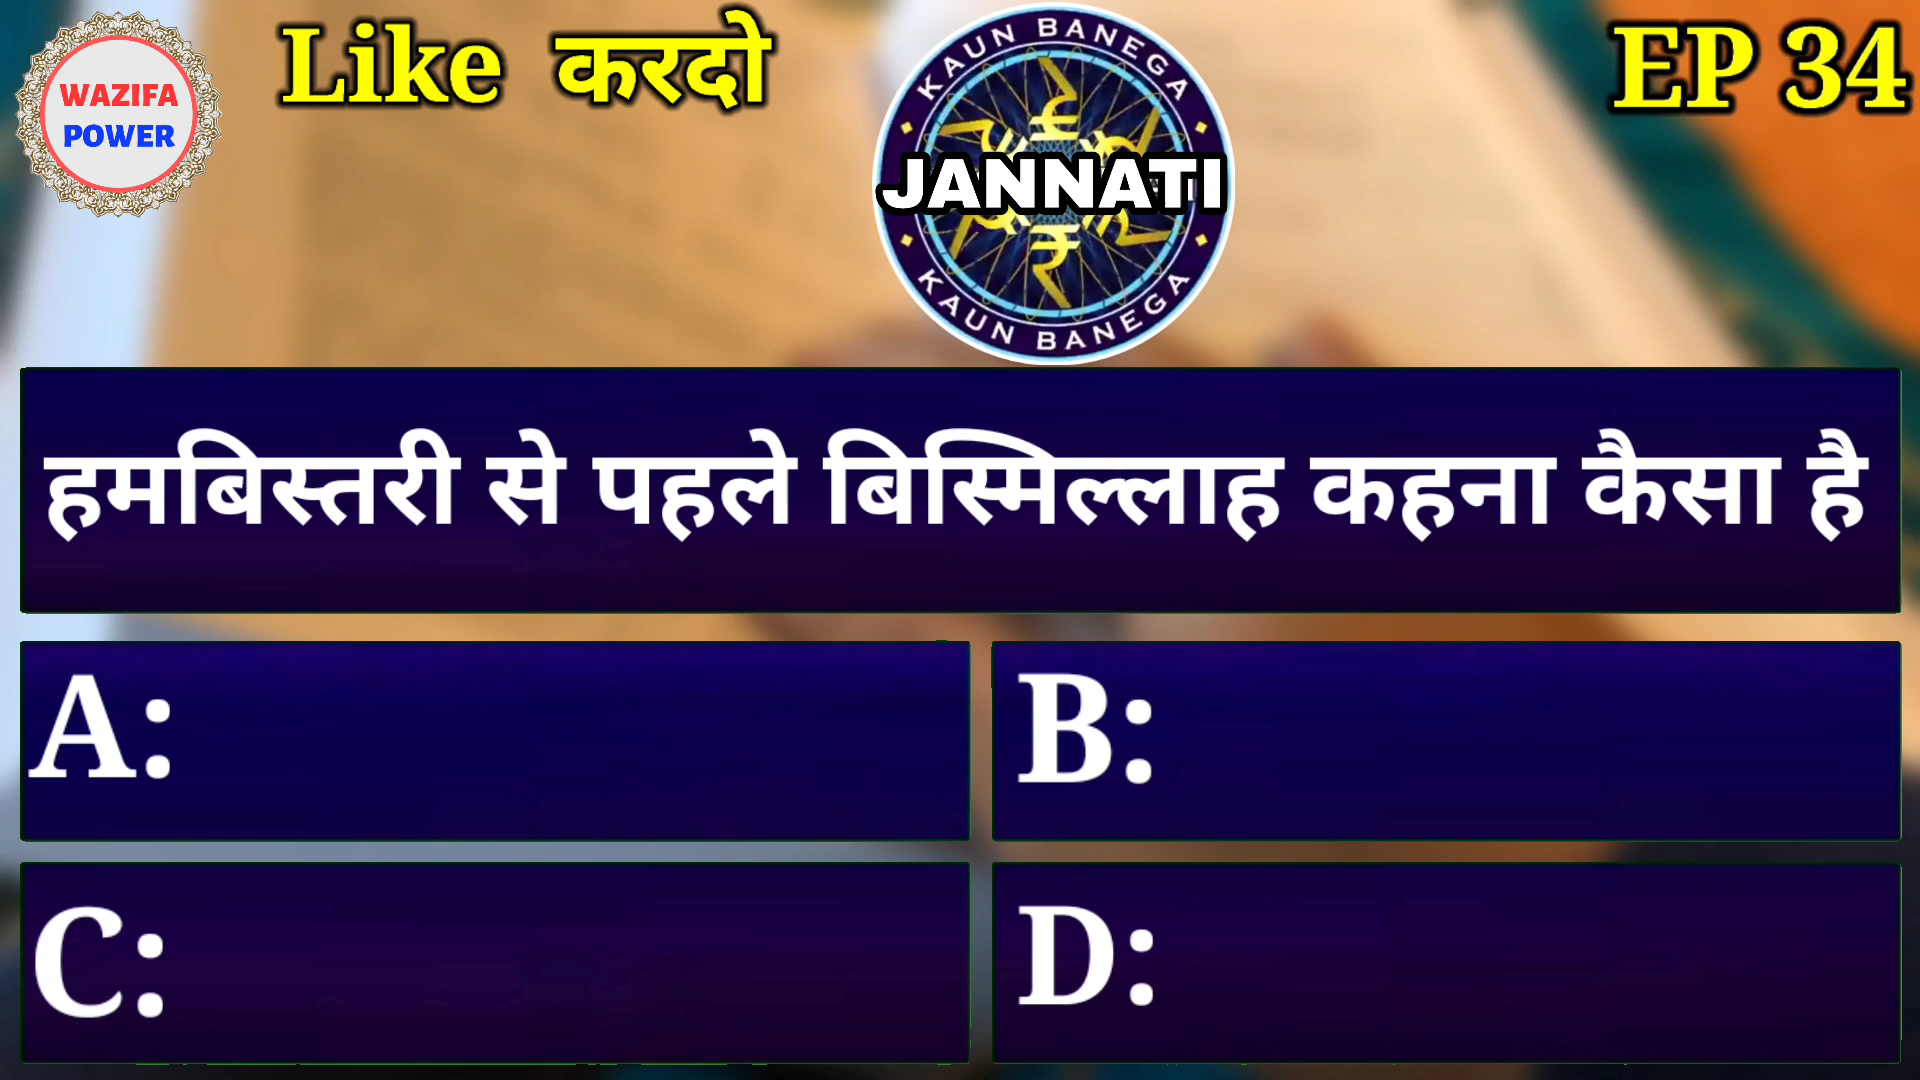 WAZIFA
POWER
Like करदो
KAUN BANEGA
JANNATI
KAUN BANEGA
EP 34
हमबिस्तरी से पहले बिस्मिल्लाह कहना कैसा है
A:
B:
C:
D: